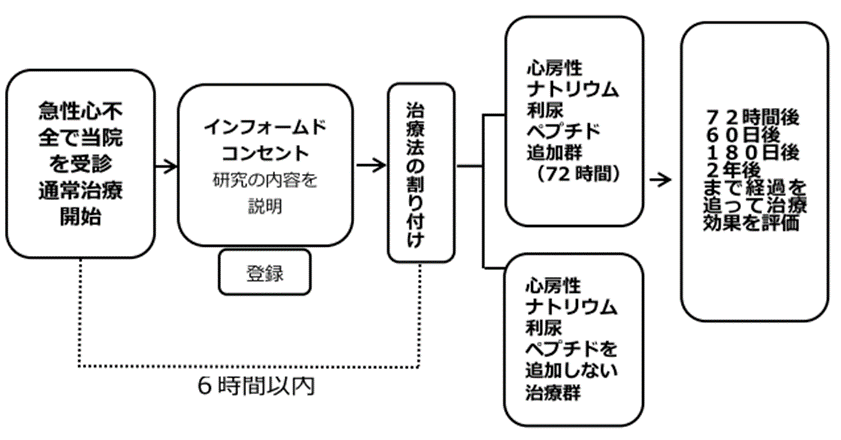 急性心不
全で当院
を受診
通常治療
開始
インフォームド
コンセント
研究の内容を
説明
登録
治療法の割り付け
心房性
ナトリウム
利尿
ペプチド
追加群
（72時間）
心房性
ナトリウム
利尿
ペプチドを
追加しない
治療群
７２時間後
６０日後
１８０日後
２年後
まで経過を
追って治療
効果を評価
６時間以内